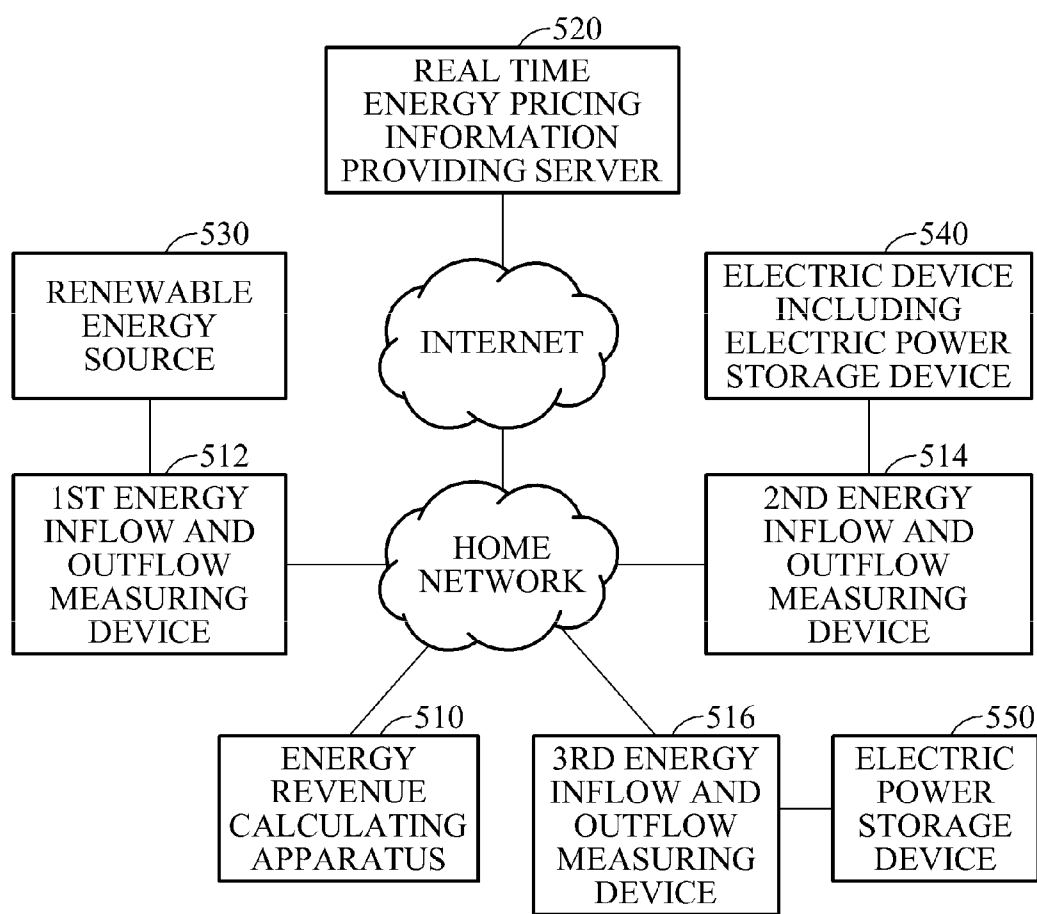 520
REAL TIME
ENERGY PRICING
INFORMATION
PROVIDING SERVER
530
RENEWABLE
ENERGY
SOURCE
INTERNET
540
ELECTRIC DEVICE
INCLUDING
ELECTRIC POWER
STORAGE DEVICE
512
1ST ENERGY
INFLOW AND
OUTFLOW
MEASURING
DEVICE
HOME
NETWORK
514
2ND ENERGY
INFLOW AND
OUTFLOW
MEASURING
DEVICE
510
ENERGY
REVENUE
CALCULATING
APPARATUS
516
3RD ENERGY
INFLOW AND
OUTFLOW
MEASURING
DEVICE
550
ELECTRIC
POWER
STORAGE
DEVICE